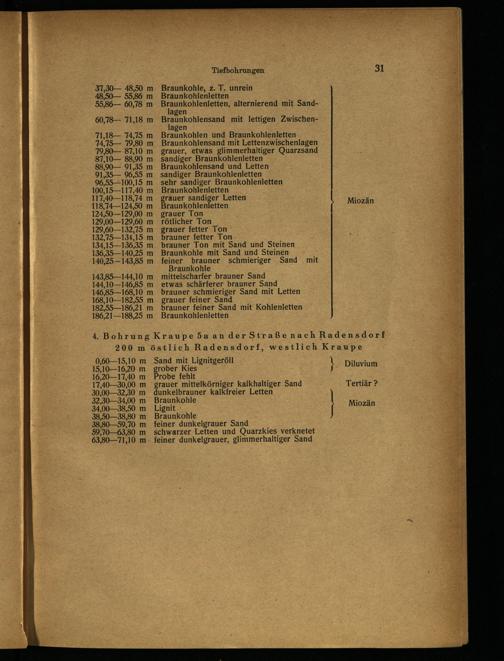 Tiefbohrungen 31
37,30— 48,50 m Braunkohle, z. T. unrein
48,50— 55,86 m Braunkohlenletten
55,86— 60,78 m Braunkohlenletten, alternierend mit Sand-
lagen
60,78— 71,18 m Braunkohlensand mit lettigen Zwischen-
lagen
71,18— 74,75 m Braunkohlen und Braunkohlenletten
74,75— 79,80 m Braunkohlensand mit Lettenzwischenlagen
79,80— 87,10 m grauer, etwas glimmerhaltiger Quarzsand
87,10— 88,90 m sandiger Braunkohlenletten
88,90— 91,35 m Braunkohlensand und Letten
91,35— 96,55 m sandiger Braunkohlenletten
96,55—100,15 m sehr sandiger Braunkohlenletten
100,15—117,40 m Braunkohlenletten
117,40—118,74 m grauer sandiger Letten
118,74—124,50 m Braunkohlenletten
Miozän
124,50—129,00 m grauer Ton
129,00—129,60 m rötlicher Ton
129,60—132,75 m grauer fetter Ton
132,75—134,15 m brauner fetter Ton
134,15—136,35 m brauner Ton mit Sand und Steinen
136,35—140,25 m Braunkohle mit Sand und Steinen
140,25—143,85 m feiner brauner schmieriger Sand mit
Braunkohle
143,85—144,10 m mittelscharfer brauner Sand
144,10—146,85 m etwas schärferer brauner Sand
146,85—168,10 m brauner schmieriger Sand mit Letten
168,10—182,55 m grauer feiner Sand
182,55—186,21 m brauner feiner Sand mit Kohlenletten
186,21—188,25 m Braunkohlenletten
4. Bohrung Kraupe 5a an der Straße nach Radensdorf
200 m östlich Radensdorf, westlich Kraupe
0,60—15,10 m Sand mit Lignitgeröll
15,10—16,20 m grober Kies
Diluvium
16,20—17,40 m Probe fehlt
17,40—30,00 m grauer mittelkörniger kalkhaltiger Sand Tertiär ?
30,00—32,30 m dunkelbrauner kalkfreier Letten
32,30—34,00 m Braunkohle
34,00—38,50 m Lignit
Miozän
38,50—38,80 m Braunkohle
38,80—59,70 m feiner dunkelgrauer Sand
59,70—63,80 m schwarzer Letten und Quarzkies verknetet
63,80—71,10 m feiner dunkelgrauer, glimmerhaltiger Sand